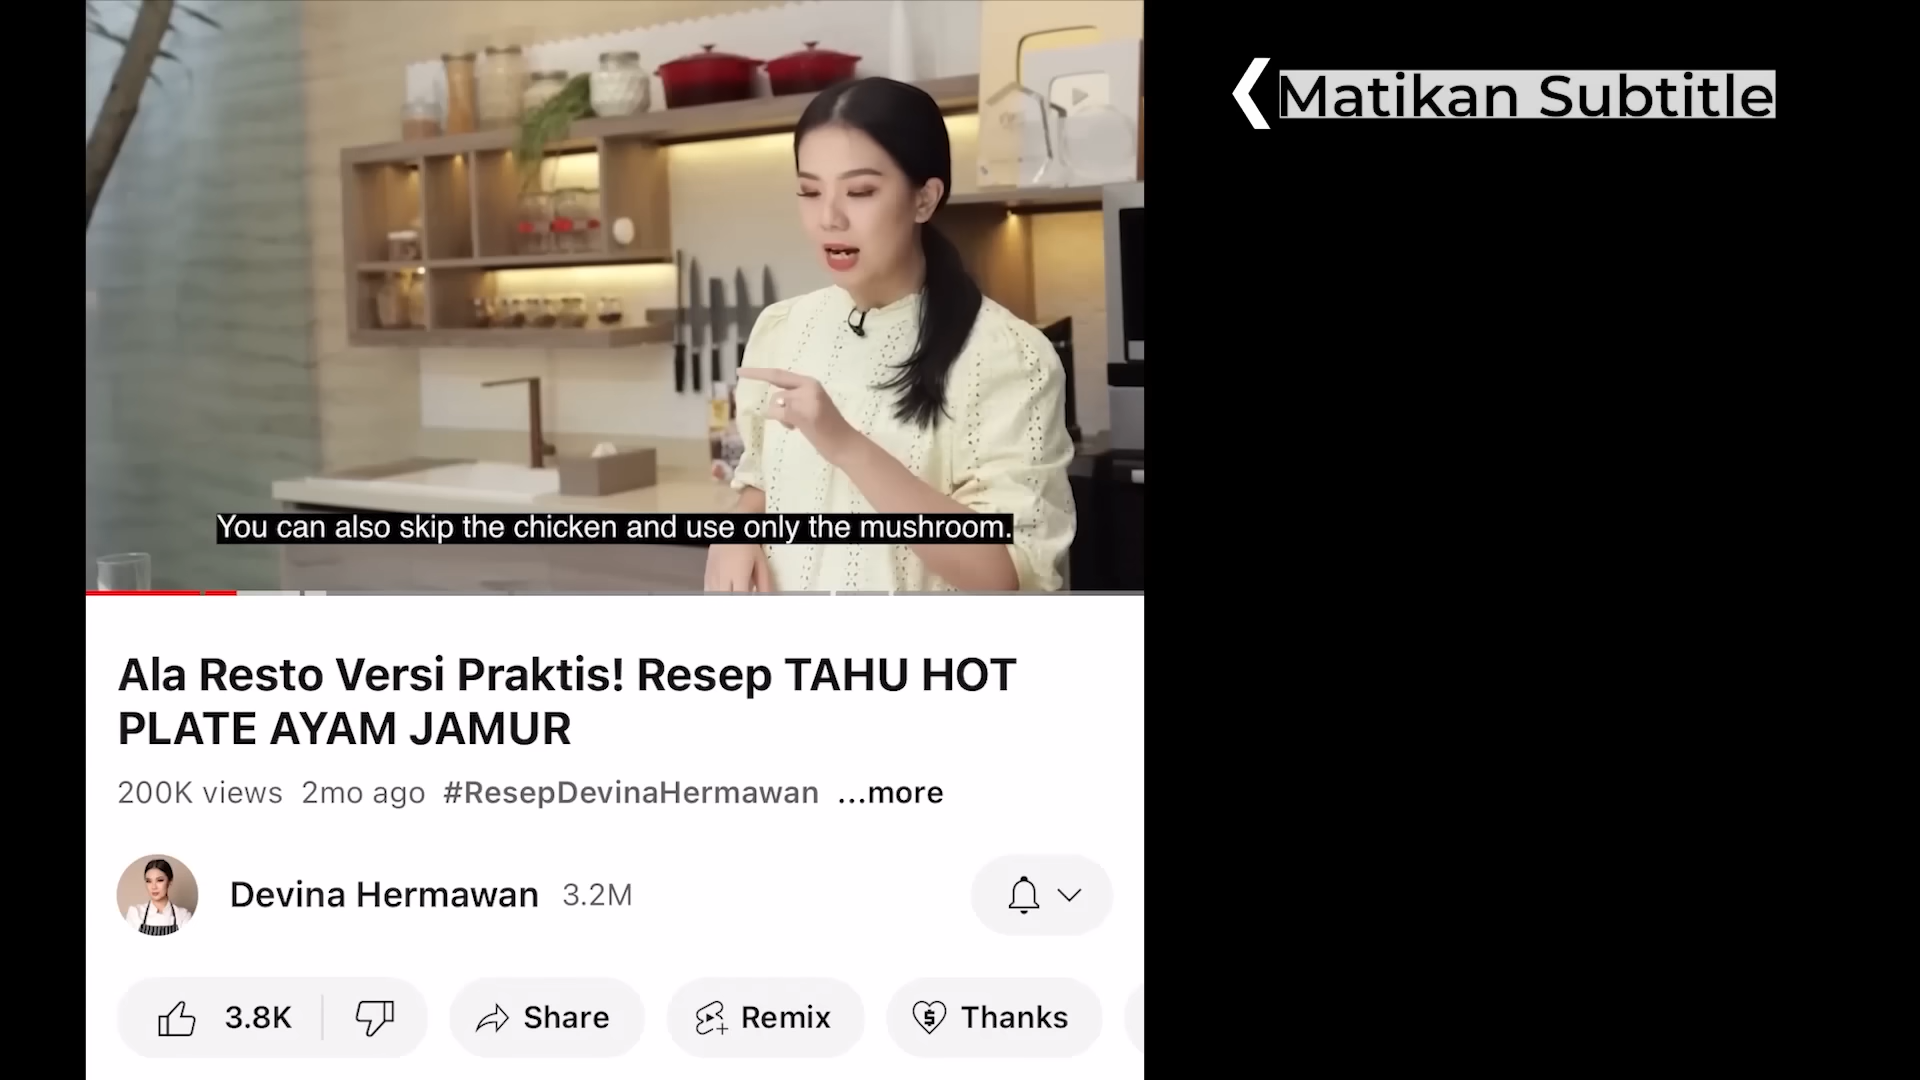 Matikan Subtitle
You can also skip the chicken and use only the mushroom.
Ala Resto Versi Praktis! Resep TAHU HOT
PLATE AYAM JAMUR
200K views 2mo ago #ResepDevinaHermawan ...more
Devina Hermawan 3.2M
3.8K Share Remix Thanks